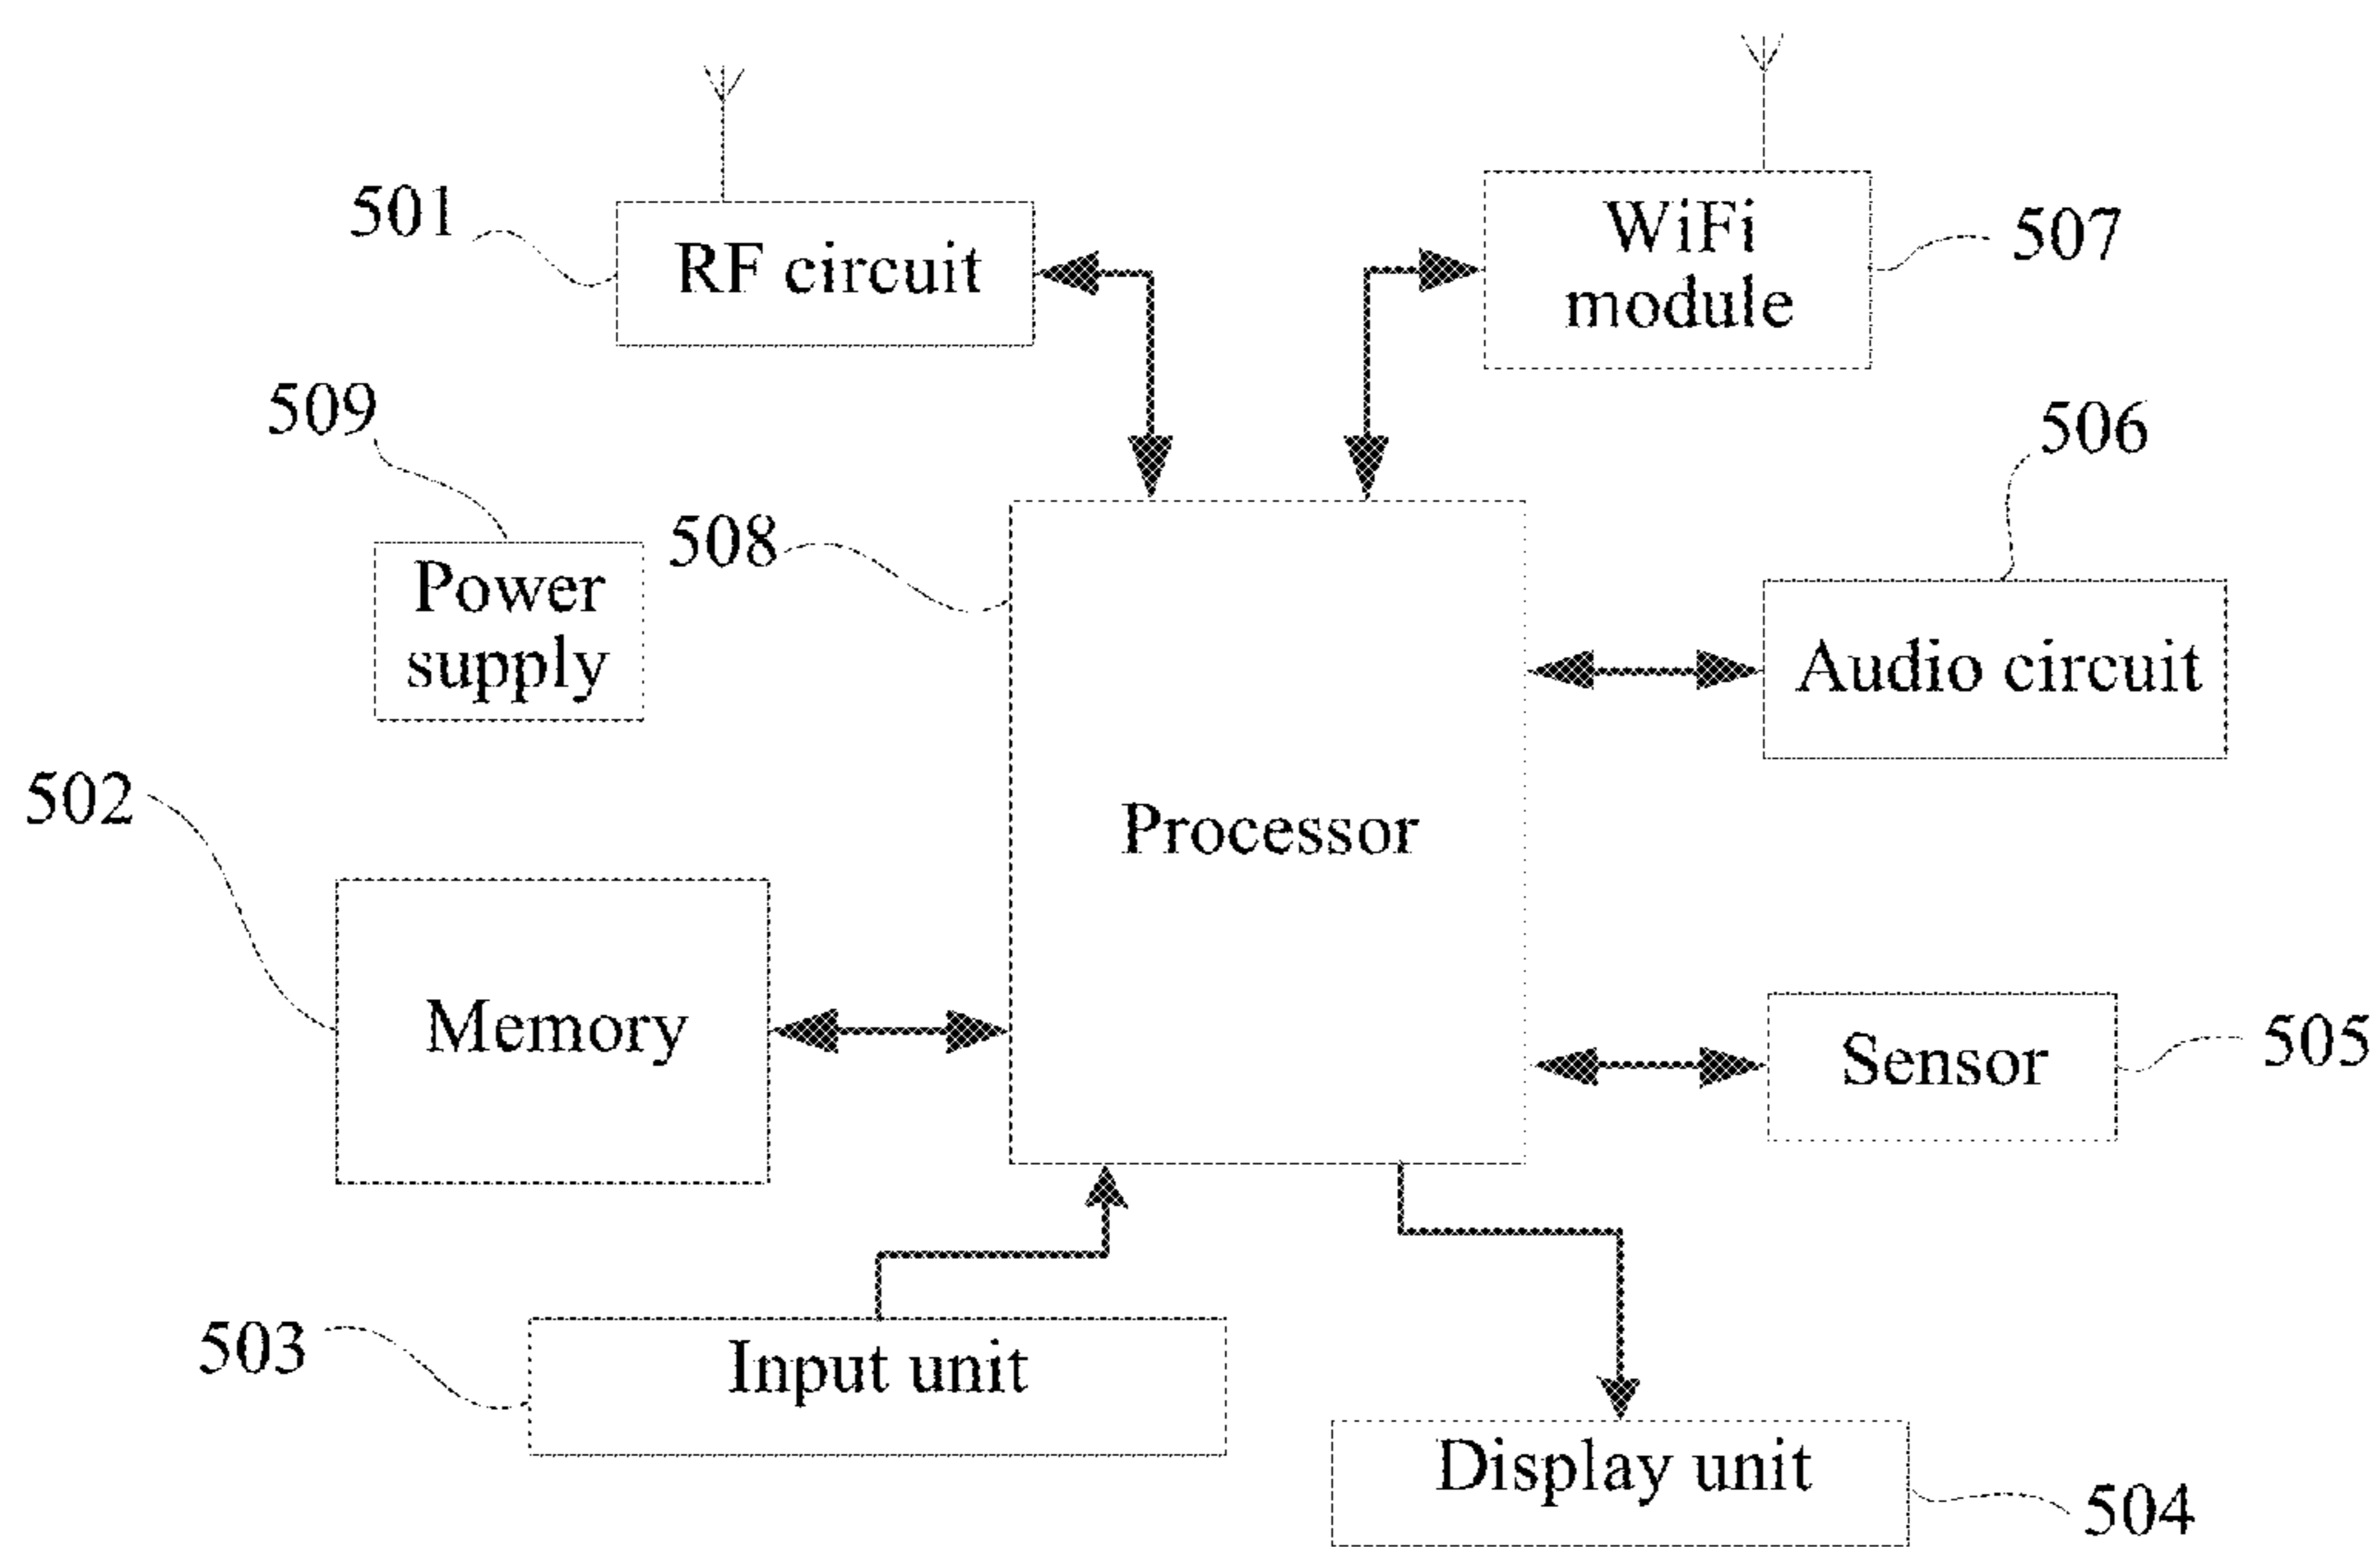 501
RF circuit
WiFi
module
507
509
Power
supply
508
Processor
506
Audio circuit
502
Memory
Sensor
505
503
Input unit
Display unit
504